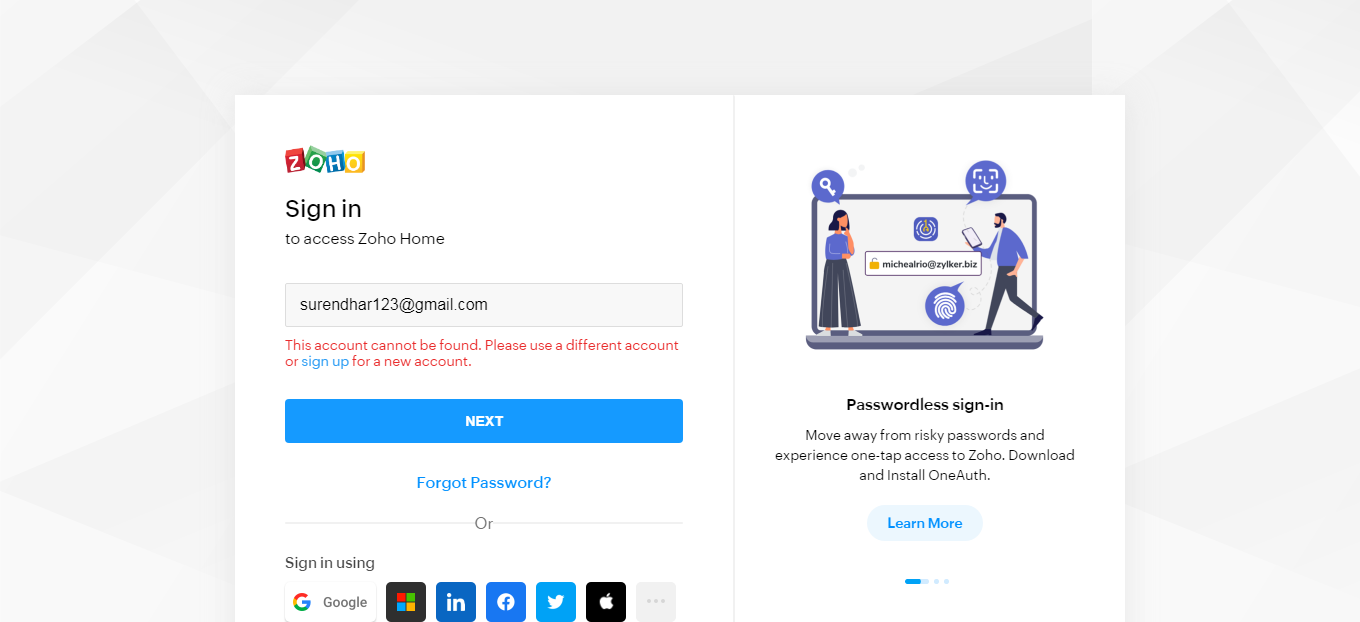 ZOHO
Sign in
to access Zoho Home
surendhar123@gmail.com
This account cannot be found. Please use a different account
or sign up for a new account.
NEXT
Forgot Password?
Or
Sign in using
Google
in
michealrio@zylker.biz
Passwordless sign-in
Move away from risky passwords and
experience one-tap access to Zoho. Download
and Install OneAuth.
Learn More